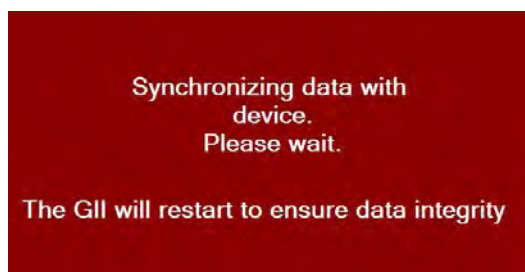 Synchronizing data with
device.
Please wait.
The GII will restart to ensure data integrity